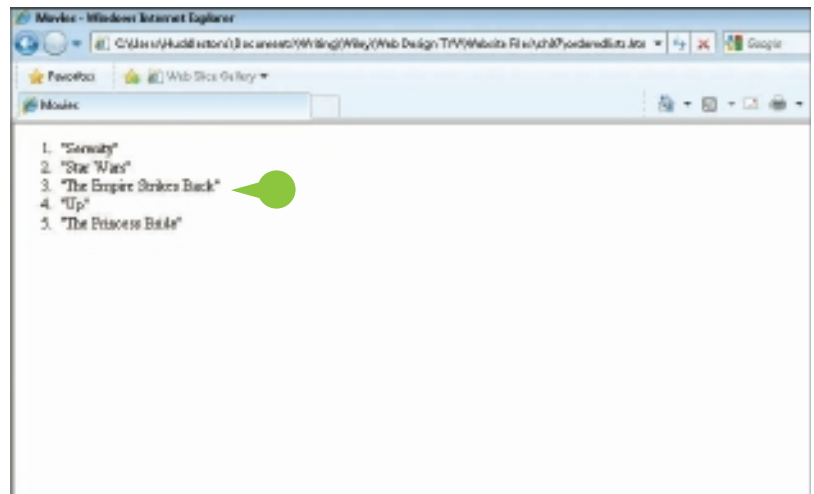 Movies - Windows Internet Explorer
Google
Favorites Web Slice Gallery
Movies
1. "Serenity"
2. "Star Wars"
3. "The Empire Strikes Back"
4. "Up"
5. "The Princess Bride"